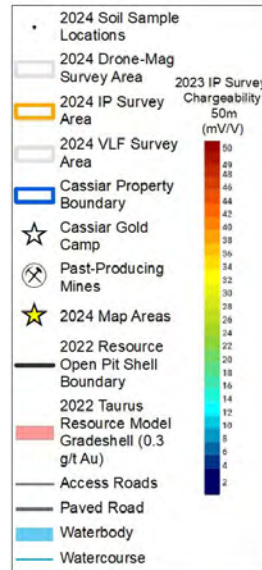 2024 Soil Sample
Locations
2024 Drone-Mag
Survey Area
2024 IP Survey
Area
2024 VLF Survey
Area
Cassiar Property
Boundary
Cassiar Gold
Camp
Past-Producing
Mines
2024 Map Areas
2022 Resource
Open Pit Shell
Boundary
2022 Taurus
Resource Model
Gradeshell (0.3
g/t Au)
Access Roads
Paved Road
Waterbody
Watercourse
2023 IP Survey
Chargeability
50m
(mV/V)
50
49
48
46
44
42
40
38
36
34
32
30
28
26
24
22
20
18
16
14
12
10
8
6
4
2